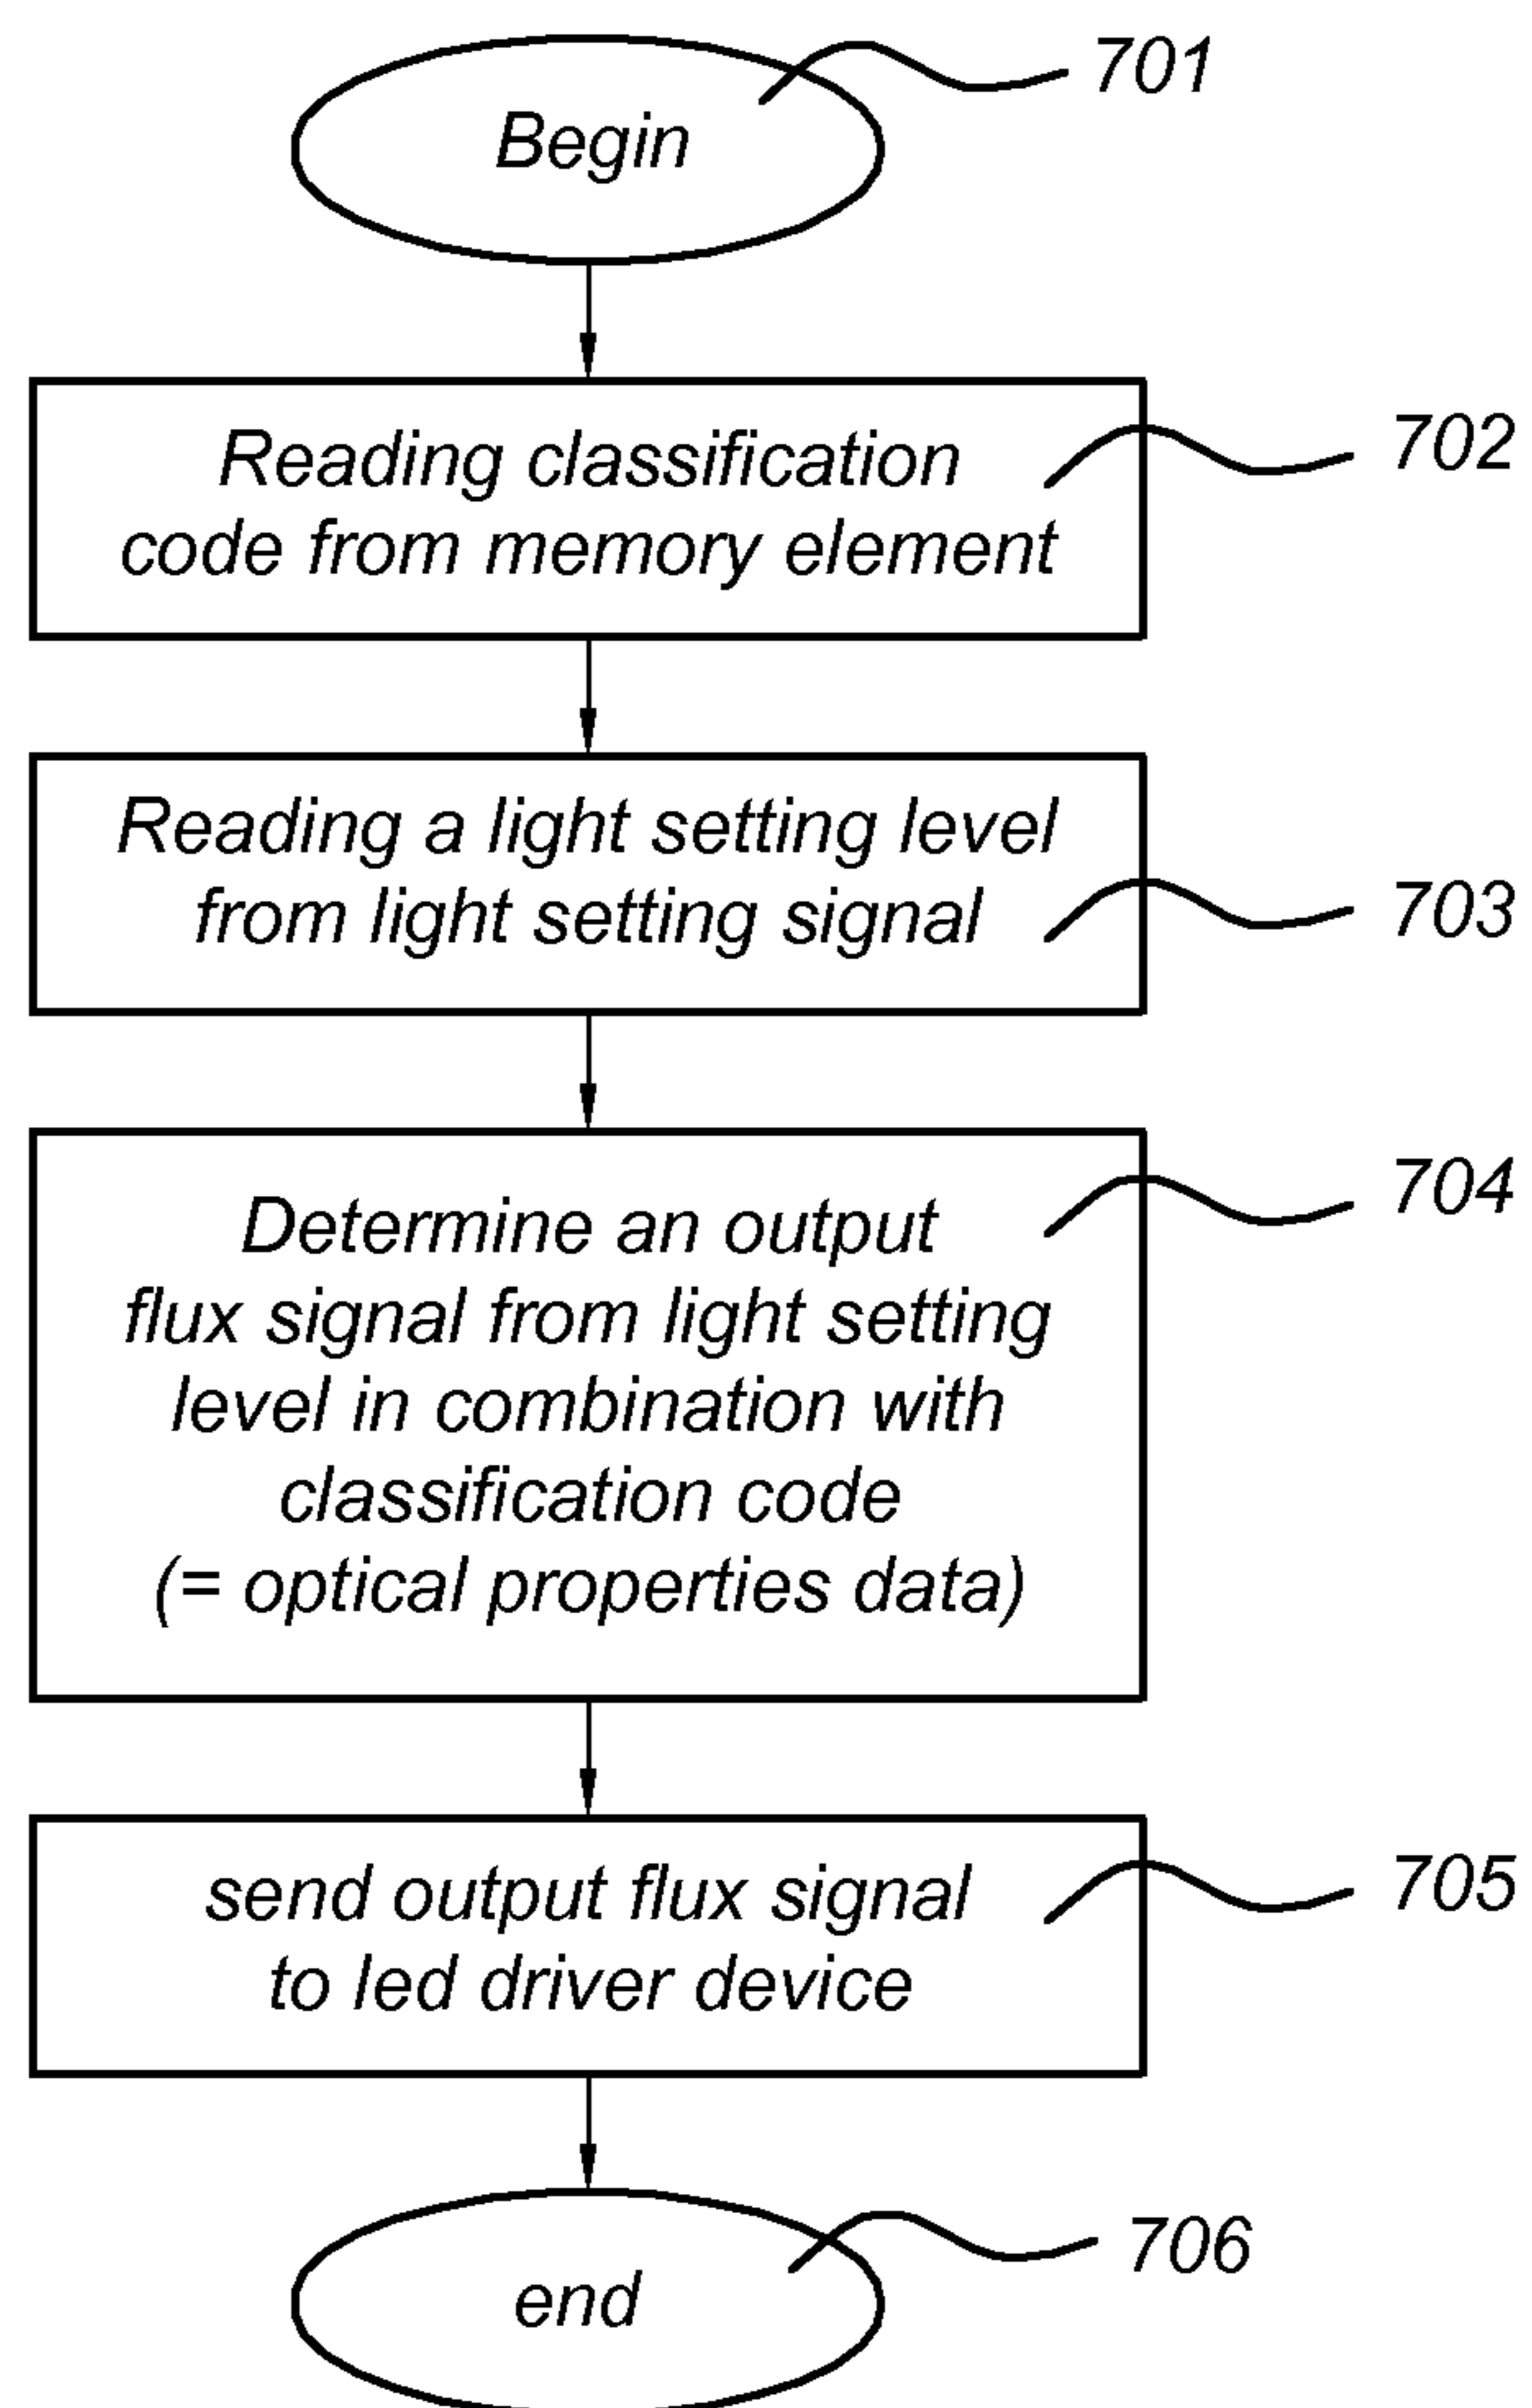 Begin
701
Reading classification
code from memory element
702
Reading a light setting level
from light setting signal
703
Determine an output
flux signal from light setting
level in combination with
classification code
(= optical properties data)
704
send output flux signal
to led driver device
705
end
706